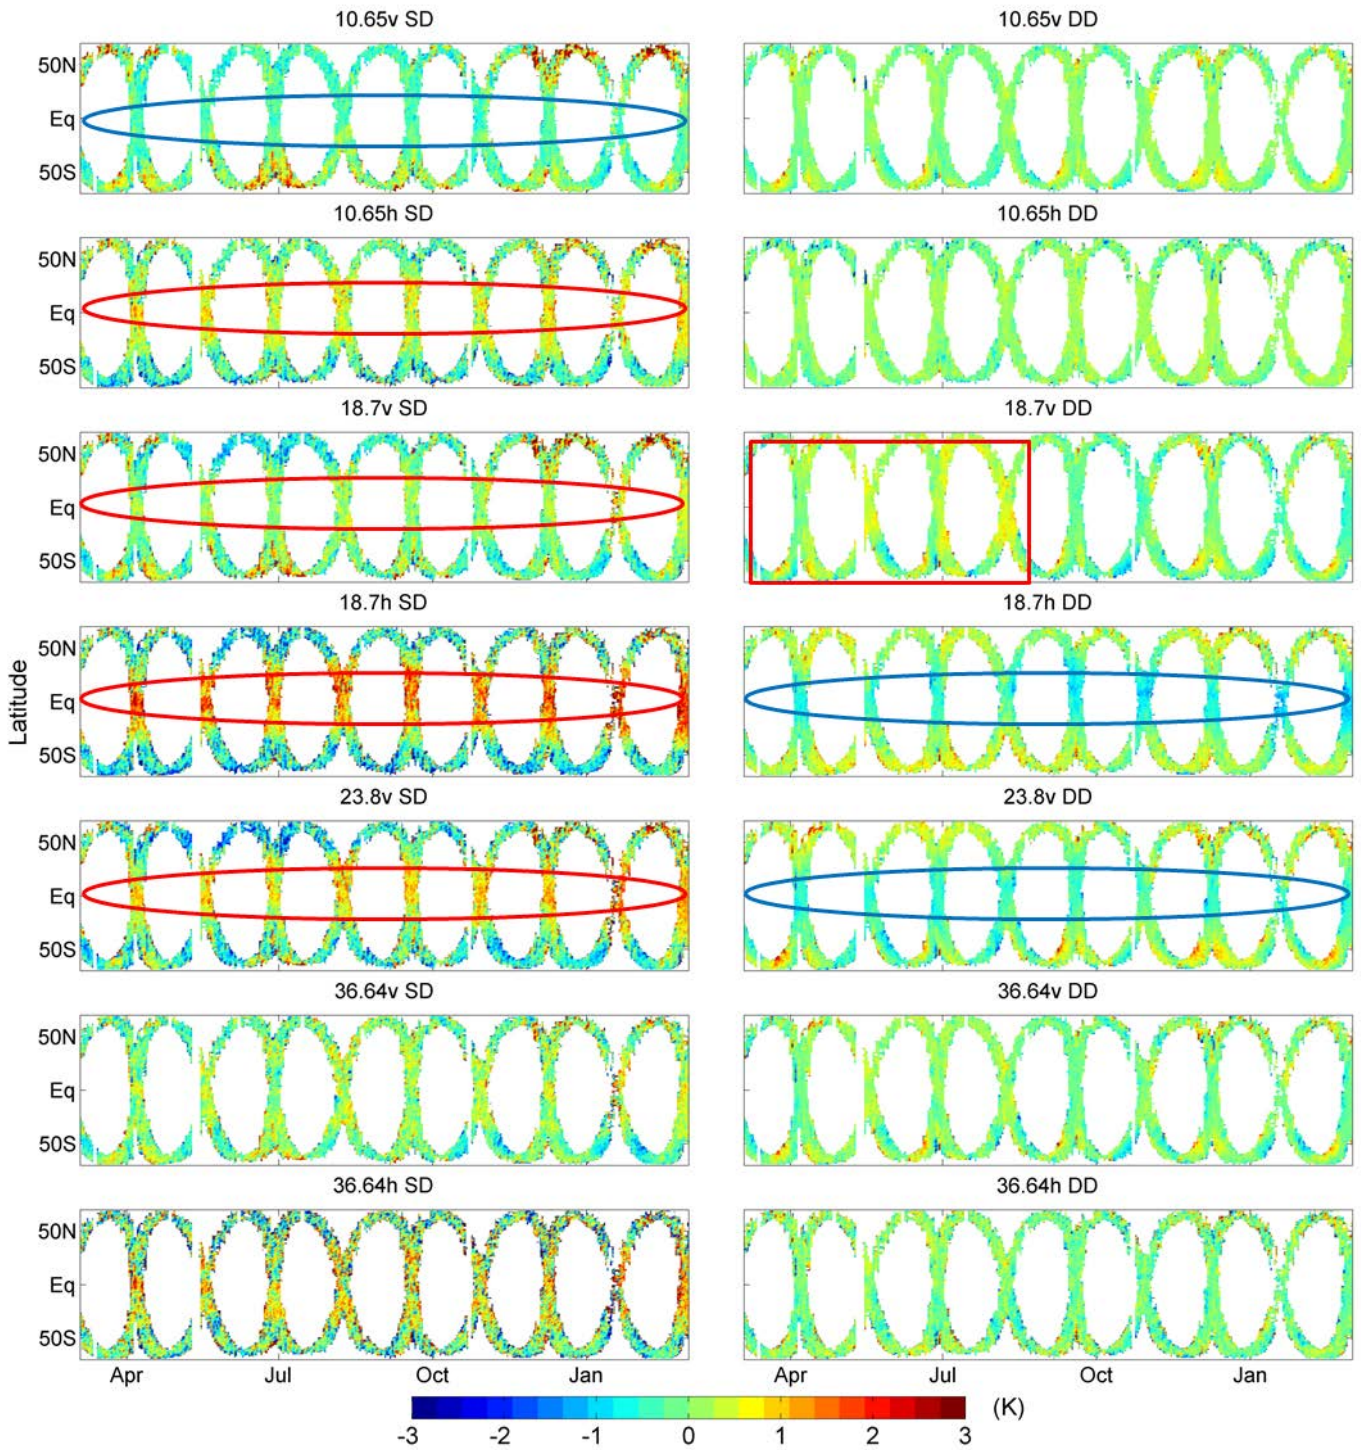 10.65v SD
10.65v DD
50N
Eq
50S
10.65h SD
10.65h DD
50N
Eq
50S
18.7v SD
18.7v DD
50N
Eq
50S
18.7h SD
18.7h DD
50N
Eq
50S
Latitude
23.8v SD
23.8v DD
50N
Eq
50S
36.64v SD
36.64v DD
50N
Eq
50S
36.64h SD
36.64h DD
50N
Eq
50S
Apr Jul Oct Jan
Apr Jul Oct Jan
(K)
-3 -2 -1 0 1 2 3